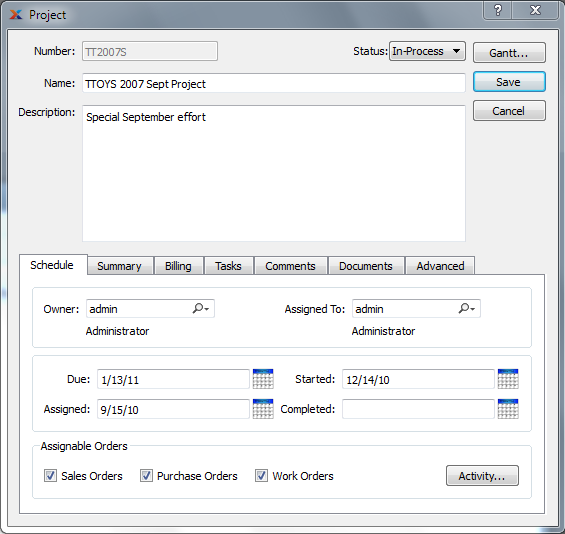 Project
Number: TT2007S Status: In-Process Gantt...
Name: TTOYS 2007 Sept Project Save
Description: Special September effort Cancel
Schedule Summary Billing Tasks Comments Documents Advanced
Owner: admin Assigned To: admin
Administrator Administrator
Due: 1/13/11 Started: 12/14/10
Assigned: 9/15/10 Completed:
Assignable Orders
Sales Orders Purchase Orders Work Orders Activity...